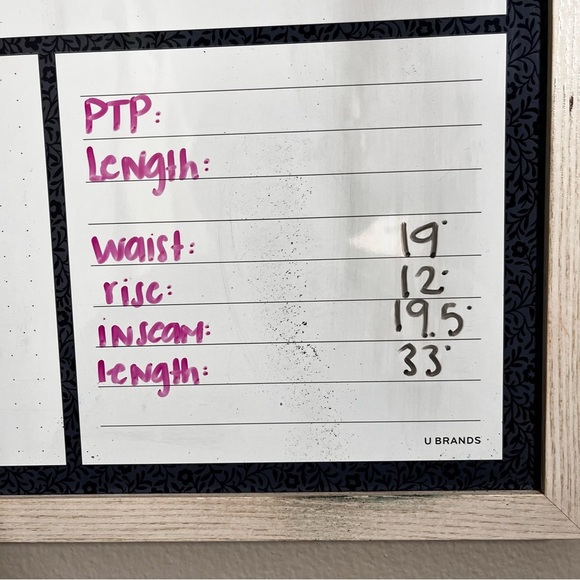 PTP:
Length:
waist: 19"
rise: 12"
inseam: 19.5"
length: 33"
U BRANDS